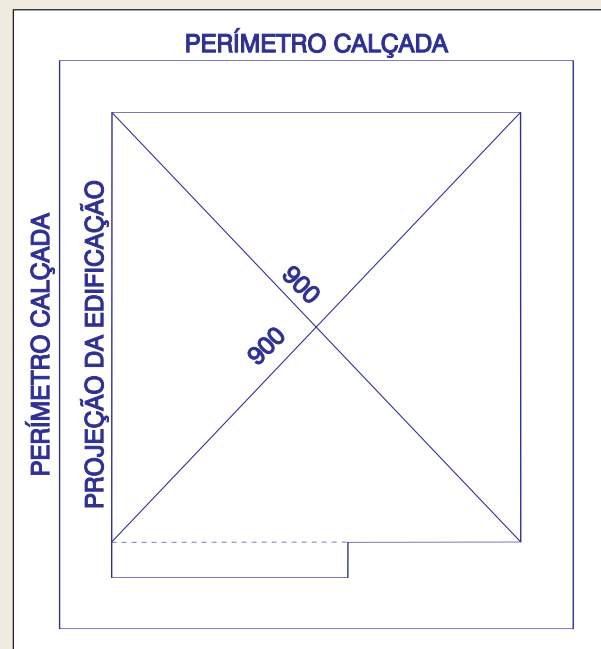 PERÍMETRO CALÇADA
PERÍMETRO CALÇADA
PROJEÇÃO DA EDIFICAÇÃO
900
900